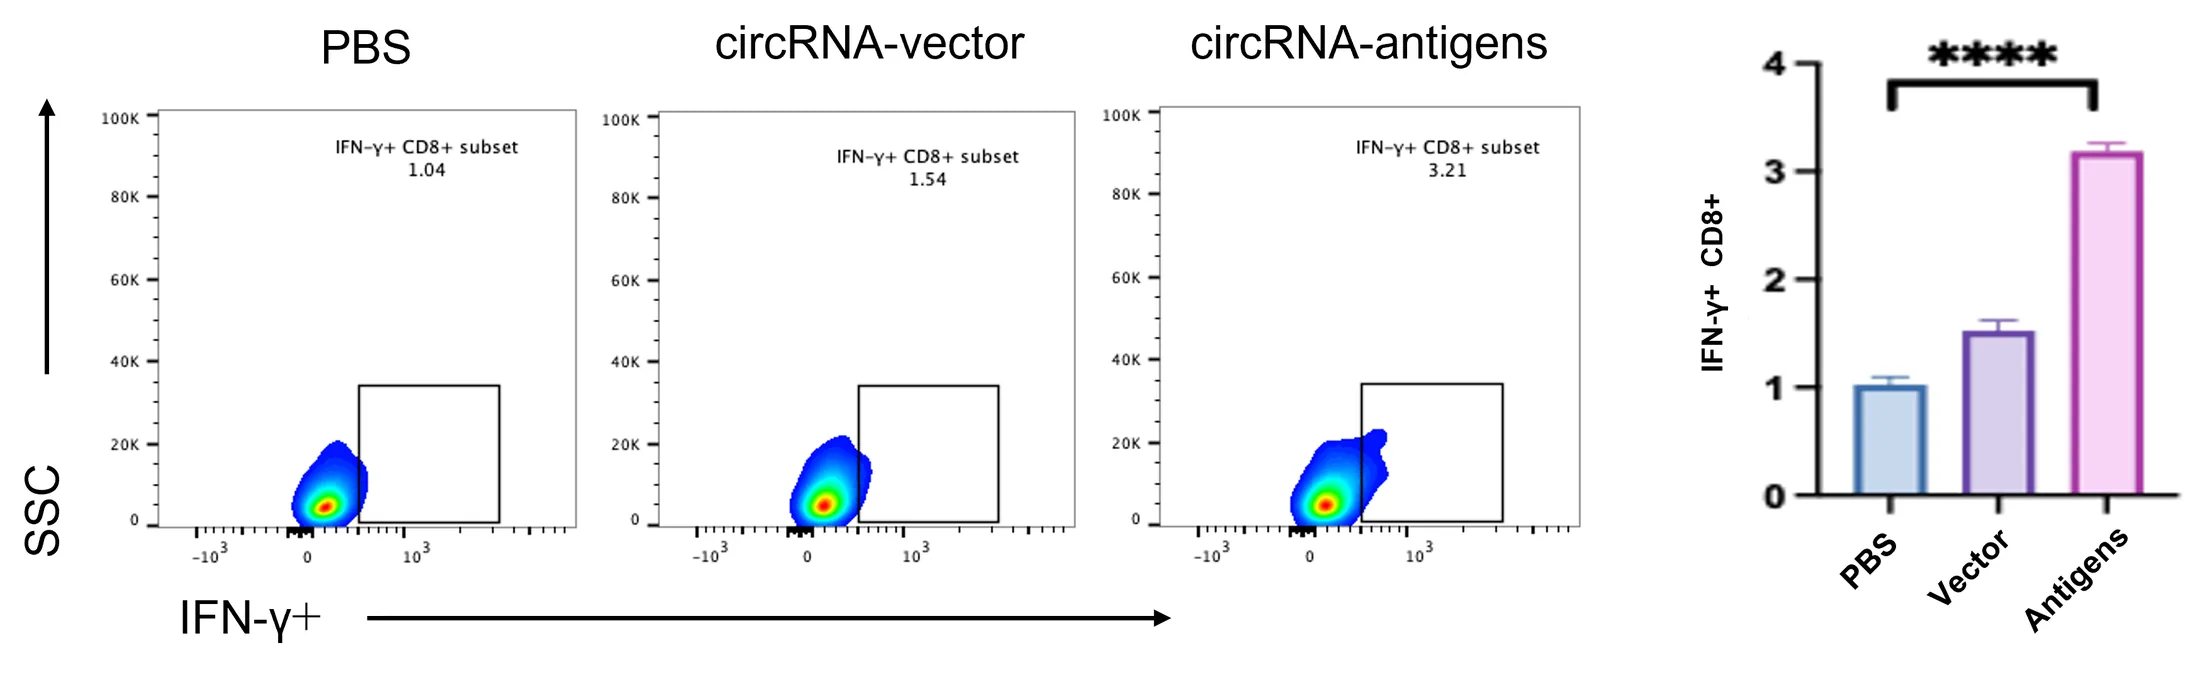 PBS
circRNA-vector
circRNA-antigens
SSC
100K
80K
60K
40K
20K
0
IFN-γ+ CD8+ subset
1.04
-10³ 0 10³
100K
80K
60K
40K
20K
0
IFN-γ+ CD8+ subset
1.54
-10³ 0 10³
100K
80K
60K
40K
20K
0
IFN-γ+ CD8+ subset
3.21
-10³ 0 10³
IFN-γ+
IFN-γ+ CD8+
4
3
2
1
0
****
PBS
Vector
Antigens